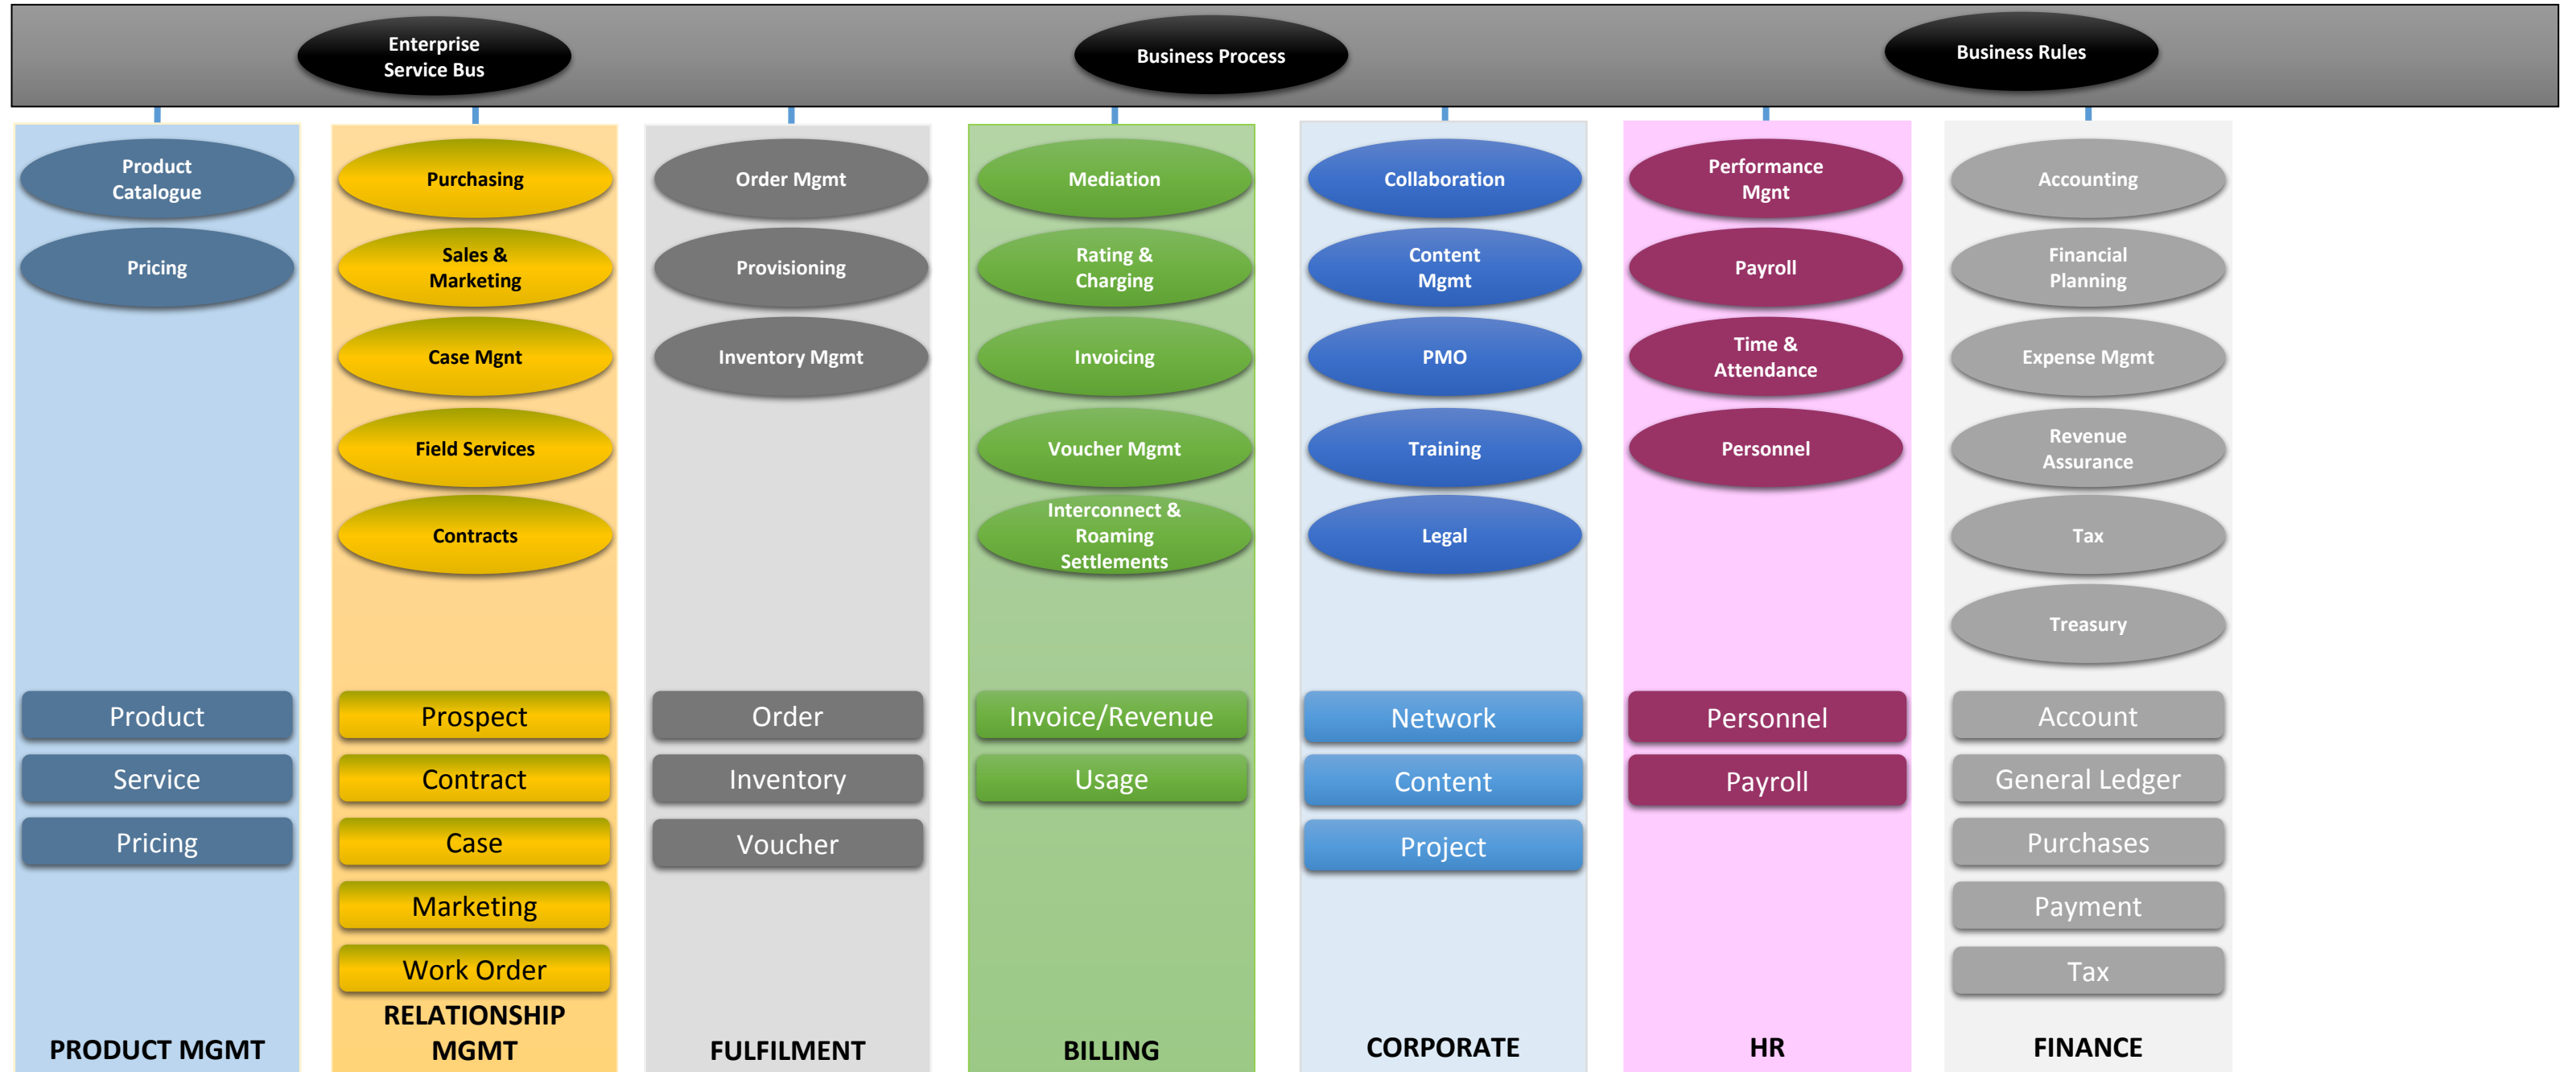 Enterprise
Service Bus
Business Process
Business Rules
Product
Catalogue
Pricing
Product
Service
Pricing
PRODUCT MGMT
Purchasing
Sales &
Marketing
Case Mgnt
Field Services
Contracts
Prospect
Contract
Case
Marketing
Work Order
RELATIONSHIP
MGMT
Order Mgmt
Provisioning
Inventory Mgmt
Order
Inventory
Voucher
FULFILMENT
Mediation
Rating &
Charging
Invoicing
Voucher Mgmt
Interconnect &
Roaming
Settlements
Invoice/Revenue
Usage
BILLING
Collaboration
Content
Mgmt
PMO
Training
Legal
Network
Content
Project
CORPORATE
Performance
Mgnt
Payroll
Time &
Attendance
Personnel
Personnel
Payroll
HR
Accounting
Financial
Planning
Expense Mgmt
Revenue
Assurance
Tax
Treasury
Account
General Ledger
Purchases
Payment
Tax
FINANCE